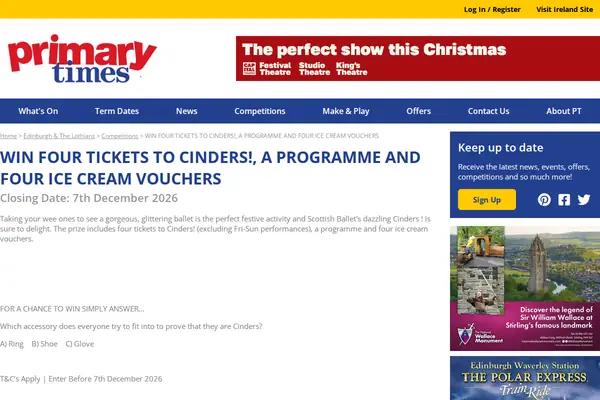 Log In / Register
Visit Ireland Site
primary
times
The perfect show this Christmas
CAPITAL THEATRES
Festival Theatre
Studio Theatre
King's Theatre
What's On
Term Dates
News
Competitions
Make & Play
Offers
Contact Us
About PT
Home > Edinburgh & The Lothians > Competitions > WIN FOUR TICKETS TO CINDERS!, A PROGRAMME AND FOUR ICE CREAM VOUCHERS
WIN FOUR TICKETS TO CINDERS!, A PROGRAMME AND
FOUR ICE CREAM VOUCHERS
Closing Date: 7th December 2026
Taking your wee ones to see a gorgeous, glittering ballet is the perfect festive activity and Scottish Ballet's dazzling Cinders ! is
sure to delight. The prize includes four tickets to Cinders! (excluding Fri-Sun performances), a programme and four ice cream
vouchers.
FOR A CHANCE TO WIN SIMPLY ANSWER...
Which accessory does everyone try to fit into to prove that they are Cinders?
A) Ring B) Shoe C) Glove
T&C's Apply | Enter Before 7th December 2026
Keep up to date
Receive the latest news, events, offers,
competitions and so much more!
Sign Up
Discover the legend of
Sir William Wallace at
Stirling's famous landmark
The National
Wallace
Monument
Edinburgh Waverley Station
THE POLAR EXPRESS
Train Ride